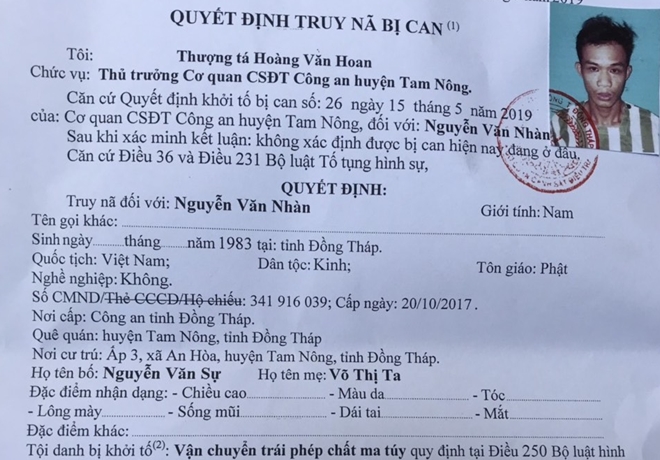 2019
QUYẾT ĐỊNH TRUY NÃ BỊ CAN (1)
Tôi: Thượng tá Hoàng Văn Hoan
Chức vụ: Thủ trưởng Cơ quan CSĐT Công an huyện Tam Nông.
Căn cứ Quyết định khởi tố bị can số: 26 ngày 15 tháng 5 năm 2019
của: Cơ quan CSĐT Công an huyện Tam Nông, đối với: Nguyễn Văn Nhàn
Sau khi xác minh kết luận: không xác định được bị can hiện nay đang ở đâu,
Căn cứ Điều 36 và Điều 231 Bộ luật Tố tụng hình sự,
QUYẾT ĐỊNH:
Truy nã đối với: Nguyễn Văn Nhàn Giới tính: Nam
Tên gọi khác:
Sinh ngày........tháng........năm 1983 tại: tỉnh Đồng Tháp.
Quốc tịch: Việt Nam; Dân tộc: Kinh; Tôn giáo: Phật
Nghề nghiệp: Không.
Số CMND/Thẻ CCCD/Hộ chiếu: 341 916 039; Cấp ngày: 20/10/2017 .
Nơi cấp: Công an tỉnh Đồng Tháp.
Quê quán: huyện Tam Nông, tỉnh Đồng Tháp
Nơi cư trú: Ấp 3, xã An Hòa, huyện Tam Nông, tỉnh Đồng Tháp.
Họ tên bố: Nguyễn Văn Sự Họ tên mẹ: Võ Thị Ta
Đặc điểm nhận dạng: - Chiều cao........ - Màu da........ - Tóc........
- Lông mày........ - Sống mũi........ - Dái tai........ - Mắt........
Đặc điểm khác:
Tội danh bị khởi tố(2): Vận chuyển trái phép chất ma túy quy định tại Điều 250 Bộ luật hình